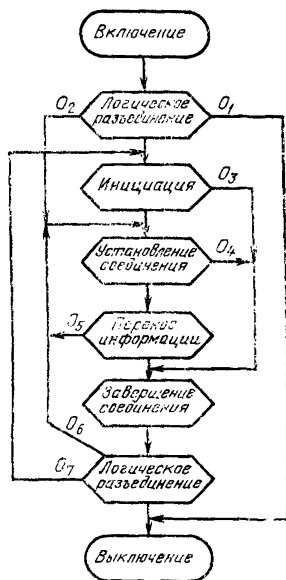 Включение
O2
Логическое
разъединение
O1
Инициация
O3
Установление
соединения
O4
O5
Перенос
информации
Завершение
соединения
O6
O7
Логическое
разъединение
Выключение